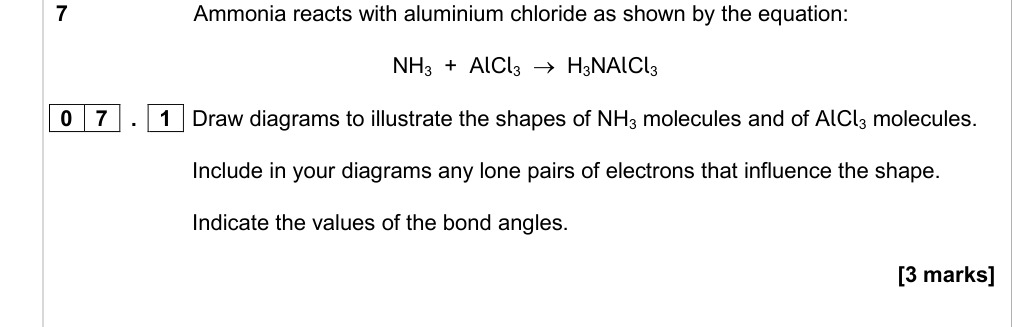 7 Ammonia reacts with aluminium chloride as shown by the equation:
NH₃ + AlCl₃ → H₃NAlCl₃
0 7 . 1 Draw diagrams to illustrate the shapes of NH₃ molecules and of AlCl₃ molecules.
Include in your diagrams any lone pairs of electrons that influence the shape.
Indicate the values of the bond angles.
[3 marks]